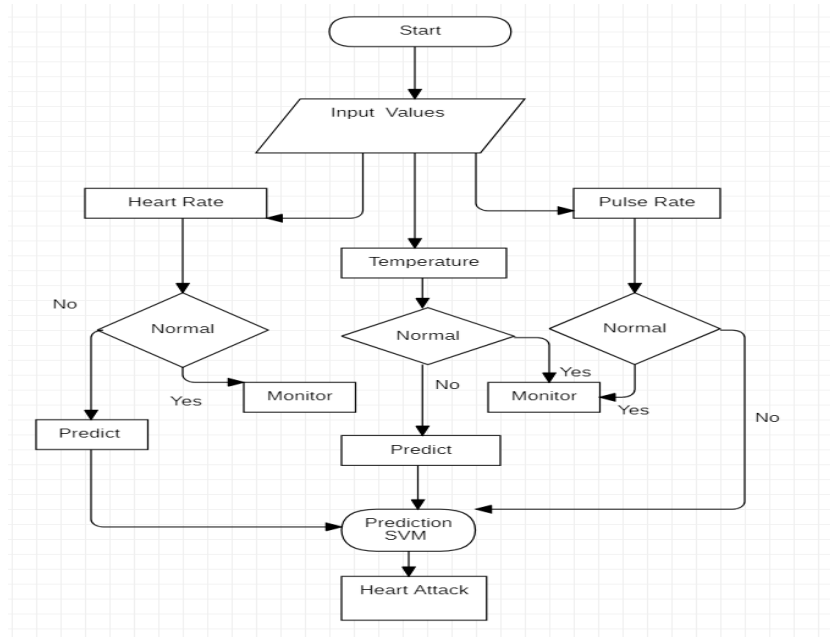 Start
Input Values
Heart Rate
Pulse Rate
Temperature
No
Normal
Normal
Normal
Yes
Monitor
No
Yes
Monitor
Yes
No
Predict
Predict
Prediction
SVM
Heart Attack